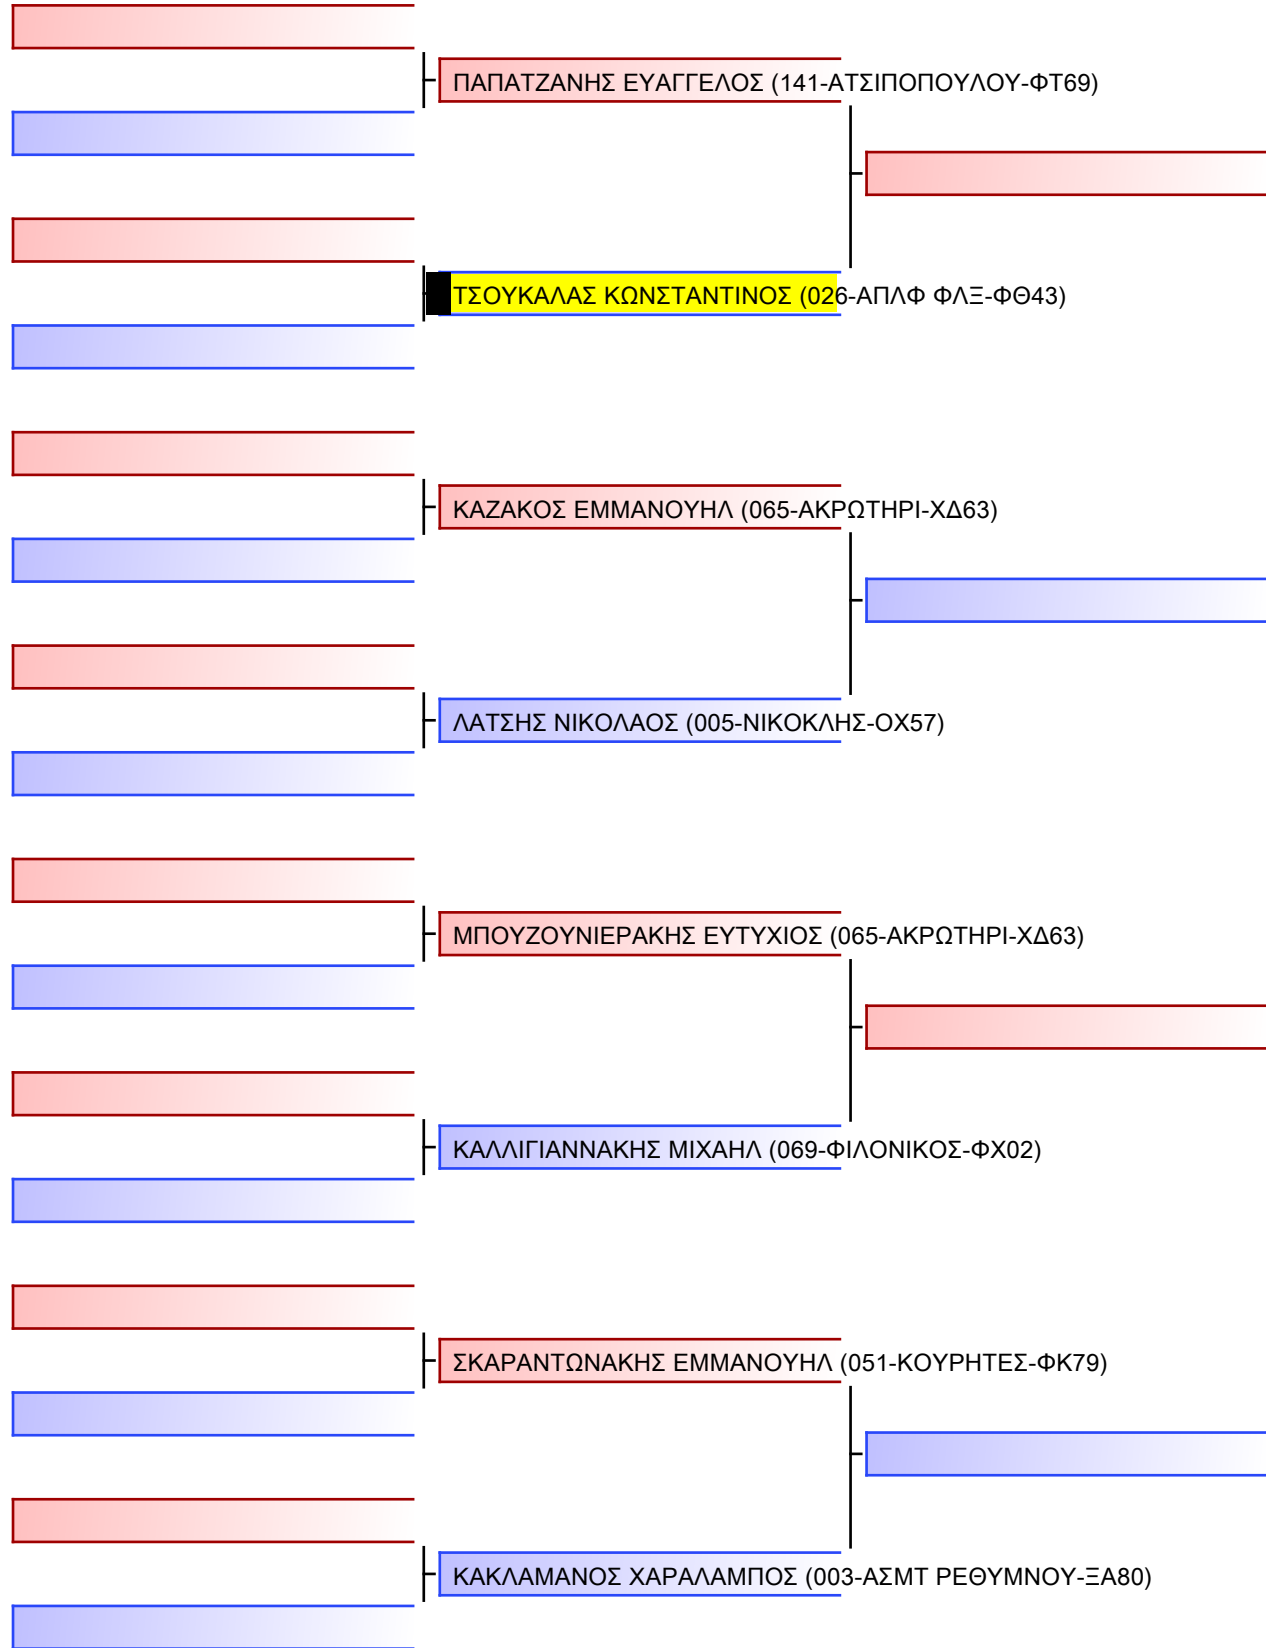 ΠΑΠΑΤΖΑΝΗΣ ΕΥΑΓΓΕΛΟΣ (141-ΑΤΣΙΠΟΠΟΥΛΟΥ-ΦΤ69)
ΤΣΟΥΚΑΛΑΣ ΚΩΝΣΤΑΝΤΙΝΟΣ (026-ΑΠΛΦ ΦΛΞ-ΦΘ43)
ΚΑΖΑΚΟΣ ΕΜΜΑΝΟΥΗΛ (065-ΑΚΡΩΤΗΡΙ-ΧΔ63)
ΛΑΤΣΗΣ ΝΙΚΟΛΑΟΣ (005-ΝΙΚΟΚΛΗΣ-ΟΧ57)
ΜΠΟΥΖΟΥΝΙΕΡΑΚΗΣ ΕΥΤΥΧΙΟΣ (065-ΑΚΡΩΤΗΡΙ-ΧΔ63)
ΚΑΛΛΙΓΙΑΝΝΑΚΗΣ ΜΙΧΑΗΛ (069-ΦΙΛΟΝΙΚΟΣ-ΦΧ02)
ΣΚΑΡΑΝΤΩΝΑΚΗΣ ΕΜΜΑΝΟΥΗΛ (051-ΚΟΥΡΗΤΕΣ-ΦΚ79)
ΚΑΚΛΑΜΑΝΟΣ ΧΑΡΑΛΑΜΠΟΣ (003-ΑΣΜΤ ΡΕΘΥΜΝΟΥ-ΞΑ80)